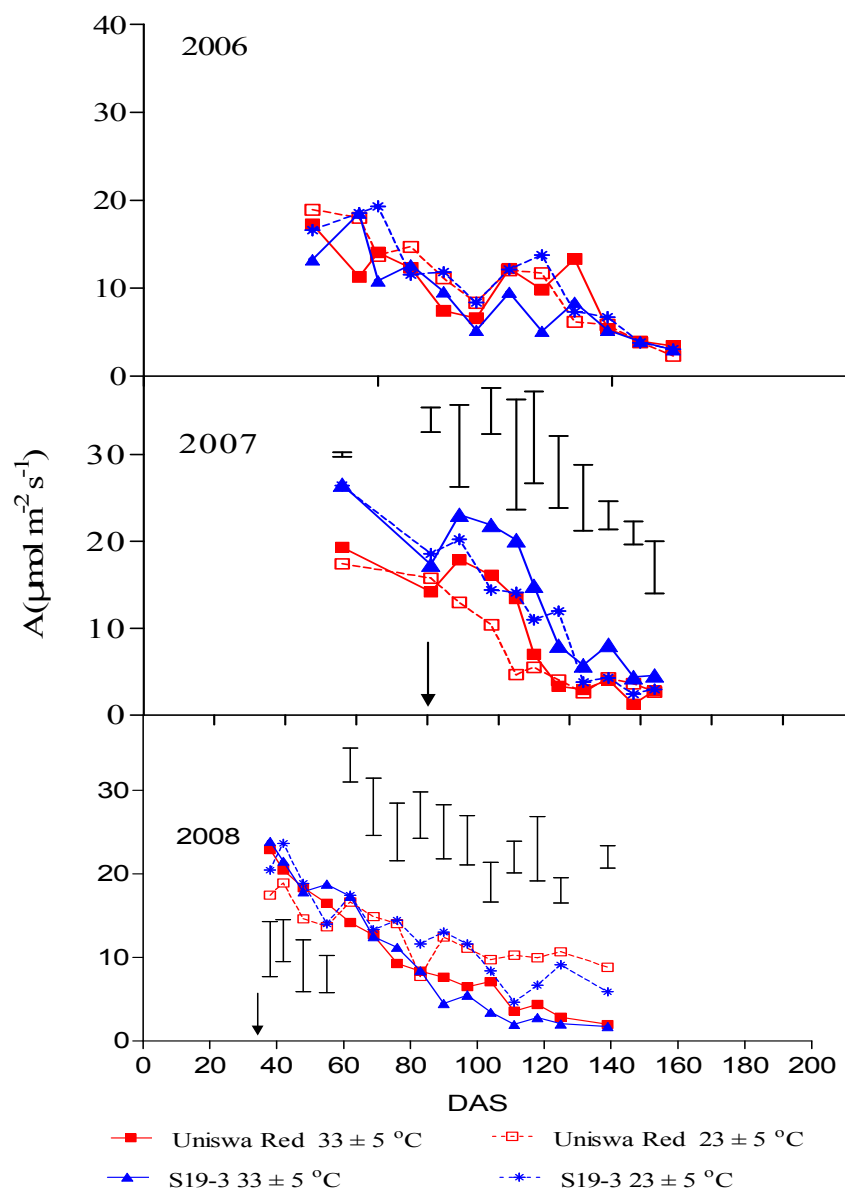 40
2006
30
20
10
0
A(µmol m⁻² s⁻¹)
2007
30
20
10
0
30
2008
20
10
0
0 20 40 60 80 100 120 140 160 180 200
DAS
Uniswa Red 33 ± 5 °C
Uniswa Red 23 ± 5 °C
S19-3 33 ± 5 °C
S19-3 23 ± 5 °C